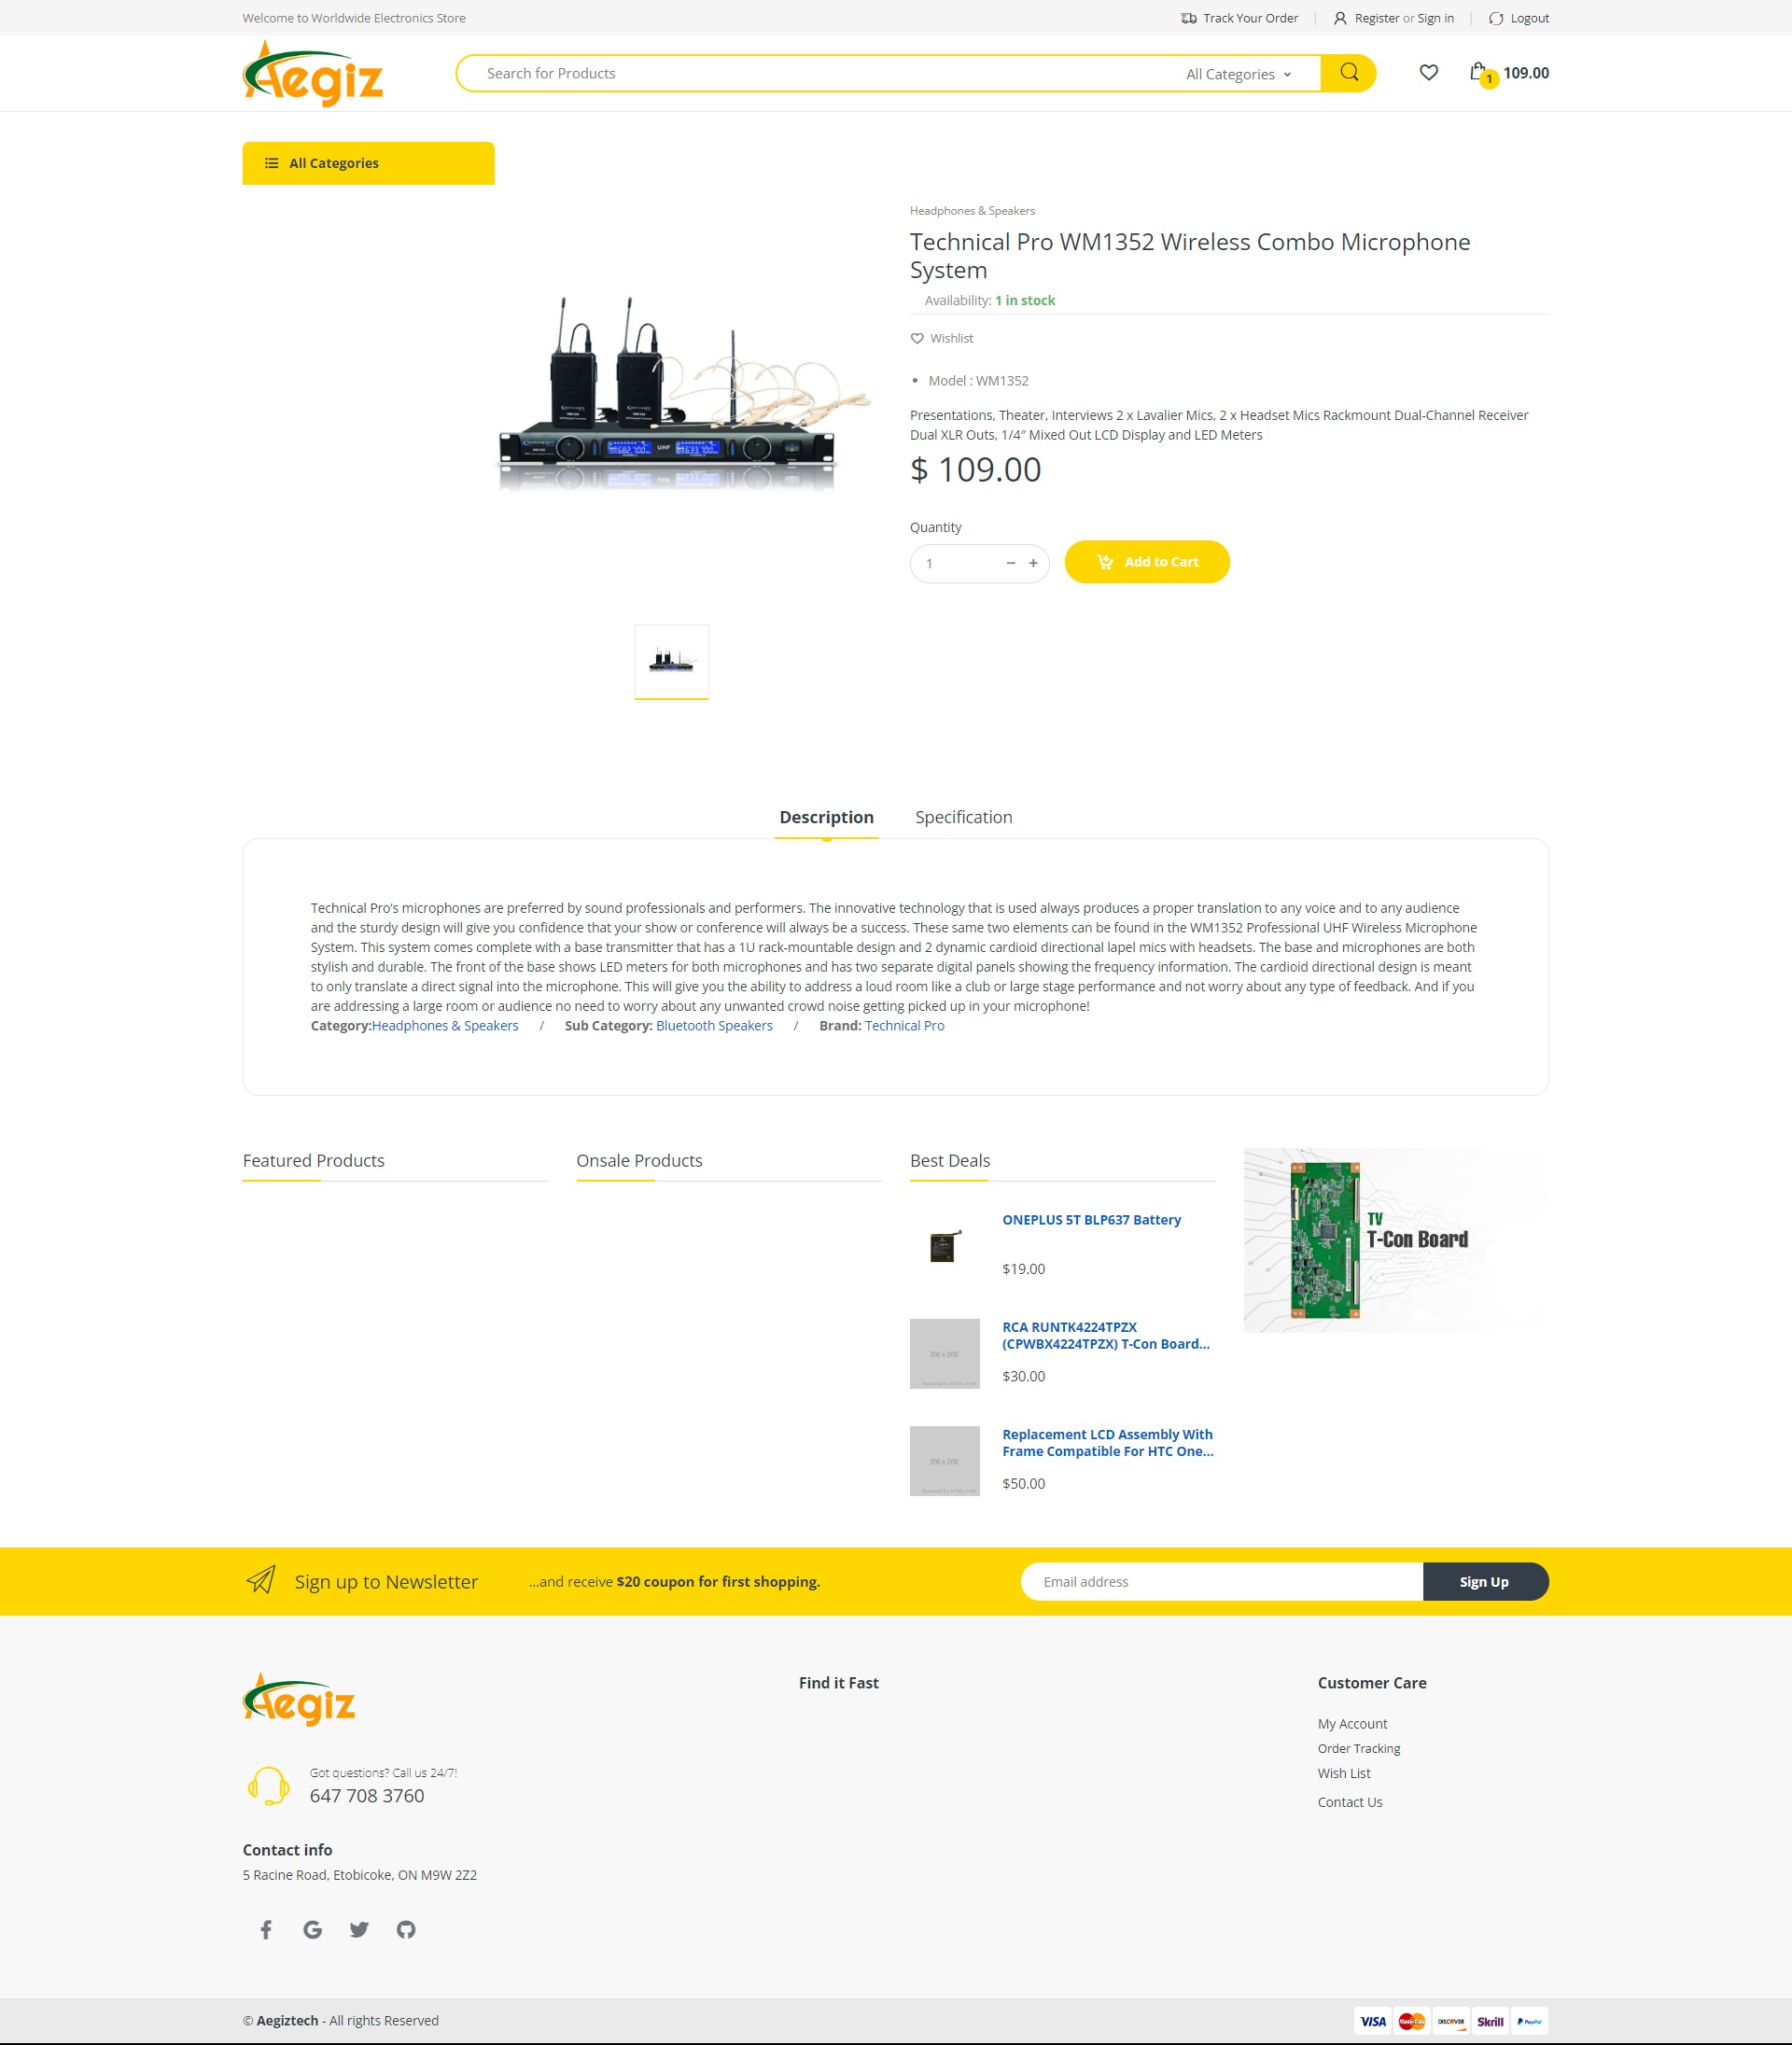 Welcome to Worldwide Electronics Store
Track Your Order
Register or Sign in
Logout
Aegiz
Search for Products
All Categories
1
109.00
All Categories
Headphones & Speakers
Technical Pro WM1352 Wireless Combo Microphone
System
Availability: 1 in stock
Wishlist
Model : WM1352
Presentations, Theater, Interviews 2 x Lavalier Mics, 2 x Headset Mics Rackmount Dual-Channel Receiver
Dual XLR Outs, 1/4″ Mixed Out LCD Display and LED Meters
$ 109.00
Quantity
1
Add to Cart
UHF
Description
Specification
Technical Pro’s microphones are preferred by sound professionals and performers. The innovative technology that is used always produces a proper translation to any voice and to any audience
and the sturdy design will give you confidence that your show or conference will always be a success. These same two elements can be found in the WM1352 Professional UHF Wireless Microphone
System. This system comes complete with a base transmitter that has a 1U rack-mountable design and 2 dynamic cardioid directional lapel mics with headsets. The base and microphones are both
stylish and durable. The front of the base shows LED meters for both microphones and has two separate digital panels showing the frequency information. The cardioid directional design is meant
to only translate a direct signal into the microphone. This will give you the ability to address a loud room like a club or large stage performance and not worry about any type of feedback. And if you
are addressing a large room or audience no need to worry about any unwanted crowd noise getting picked up in your microphone!
Category:Headphones & Speakers / Sub Category: Bluetooth Speakers / Brand: Technical Pro
Featured Products
Onsale Products
Best Deals
ONEPLUS 5T BLP637 Battery
$19.00
200 x 200
RCA RUNTK4224TPZX
(CPWBX4224TPZX) T-Con Board...
$30.00
200 x 200
Replacement LCD Assembly With
Frame Compatible For HTC One...
$50.00
TV
T-Con Board
Sign up to Newsletter
...and receive $20 coupon for first shopping.
Email address
Sign Up
Aegiz
Got questions? Call us 24/7!
647 708 3760
Contact info
5 Racine Road, Etobicoke, ON M9W 2Z2
Find it Fast
Customer Care
My Account
Order Tracking
Wish List
Contact Us
© Aegiztech - All rights Reserved
VISA
MasterCard
DISCOVER
Skrill
PayPal